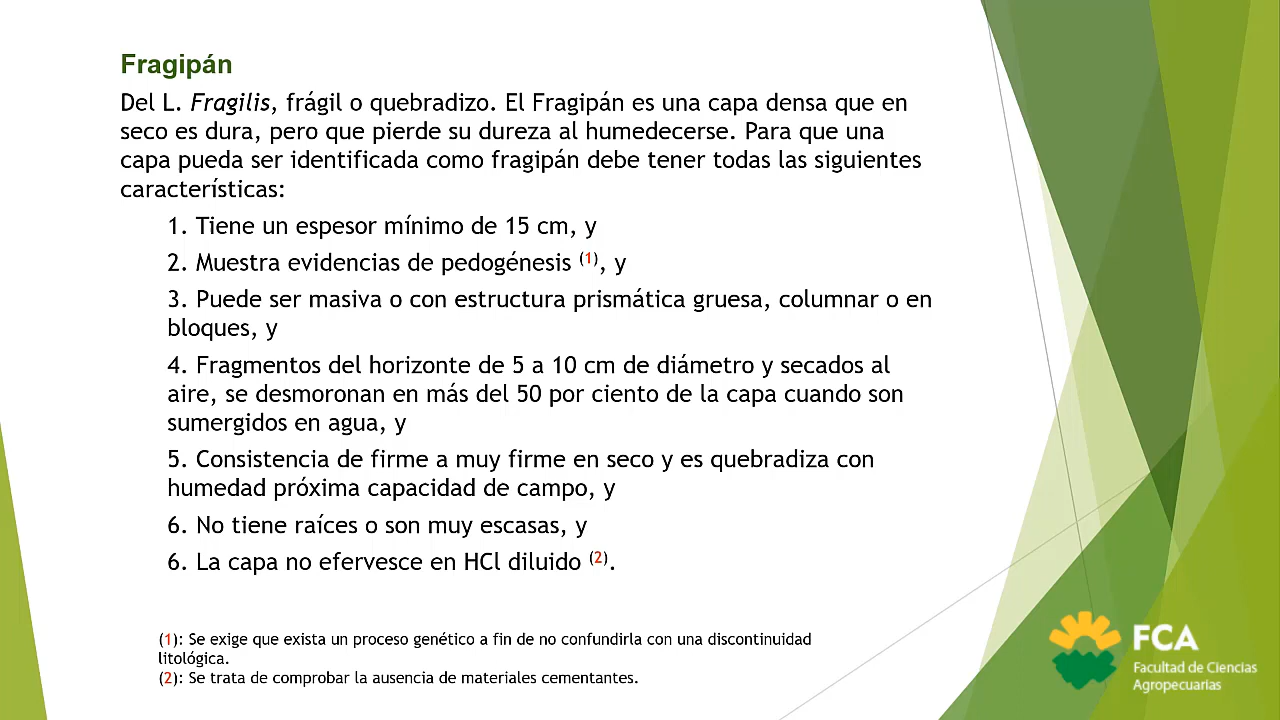 Fragipán
Del L. Fragilis, frágil o quebradizo. El Fragipán es una capa densa que en
seco es dura, pero que pierde su dureza al humedecerse. Para que una
capa pueda ser identificada como fragipán debe tener todas las siguientes
características:
1. Tiene un espesor mínimo de 15 cm, y
2. Muestra evidencias de pedogénesis (1), y
3. Puede ser masiva o con estructura prismática gruesa, columnar o en
bloques, y
4. Fragmentos del horizonte de 5 a 10 cm de diámetro y secados al
aire, se desmoronan en más del 50 por ciento de la capa cuando son
sumergidos en agua, y
5. Consistencia de firme a muy firme en seco y es quebradiza con
humedad próxima capacidad de campo, y
6. No tiene raíces o son muy escasas, y
6. La capa no efervesce en HCl diluido (2).
(1): Se exige que exista un proceso genético a fin de no confundirla con una discontinuidad
litológica.
(2): Se trata de comprobar la ausencia de materiales cementantes.
FCA
Facultad de Ciencias
Agropecuarias